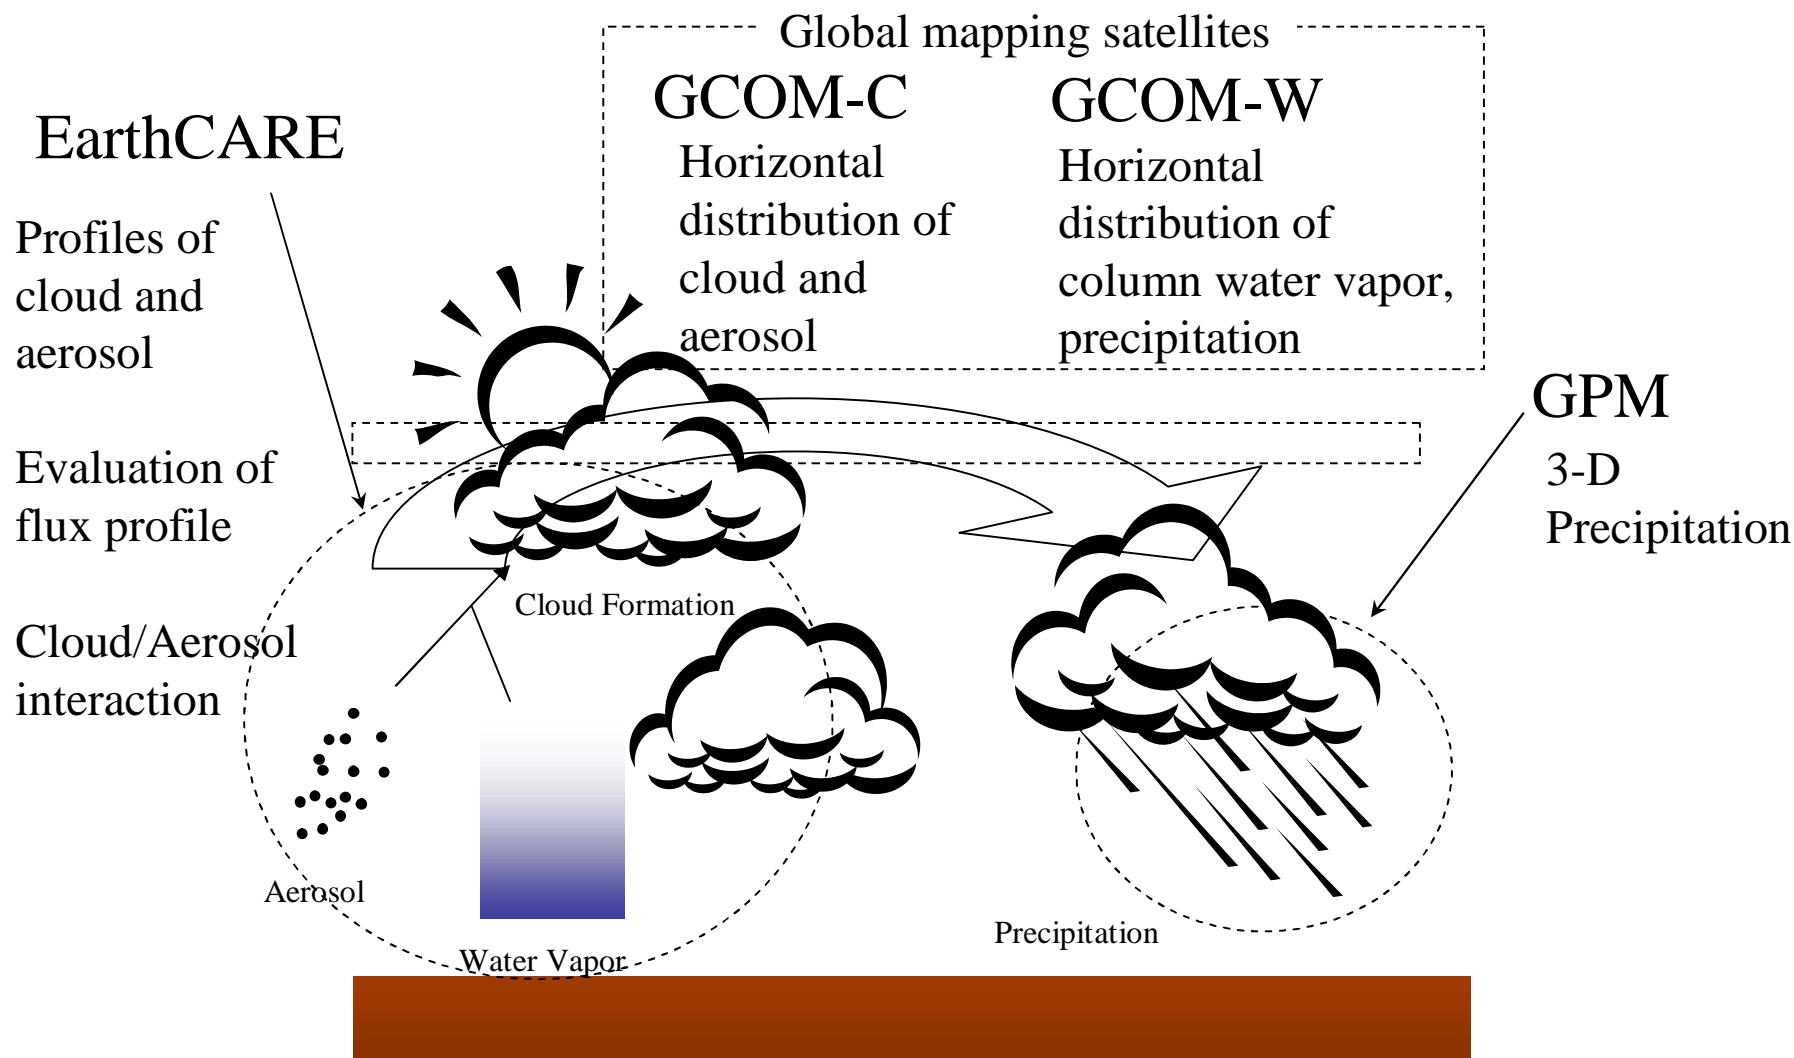 Global mapping satellites
EarthCARE
Profiles of
cloud and
aerosol
Evaluation of
flux profile
Cloud/Aerosol
interaction
GCOM-C
Horizontal
distribution of
cloud and
aerosol
GCOM-W
Horizontal
distribution of
column water vapor,
precipitation
GPM
3-D
Precipitation
Cloud Formation
Aerosol
Water Vapor
Precipitation